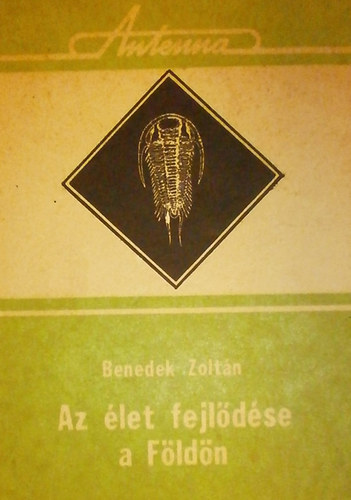 Antenna
Benedek Zoltán
Az élet fejlődése
a Földön